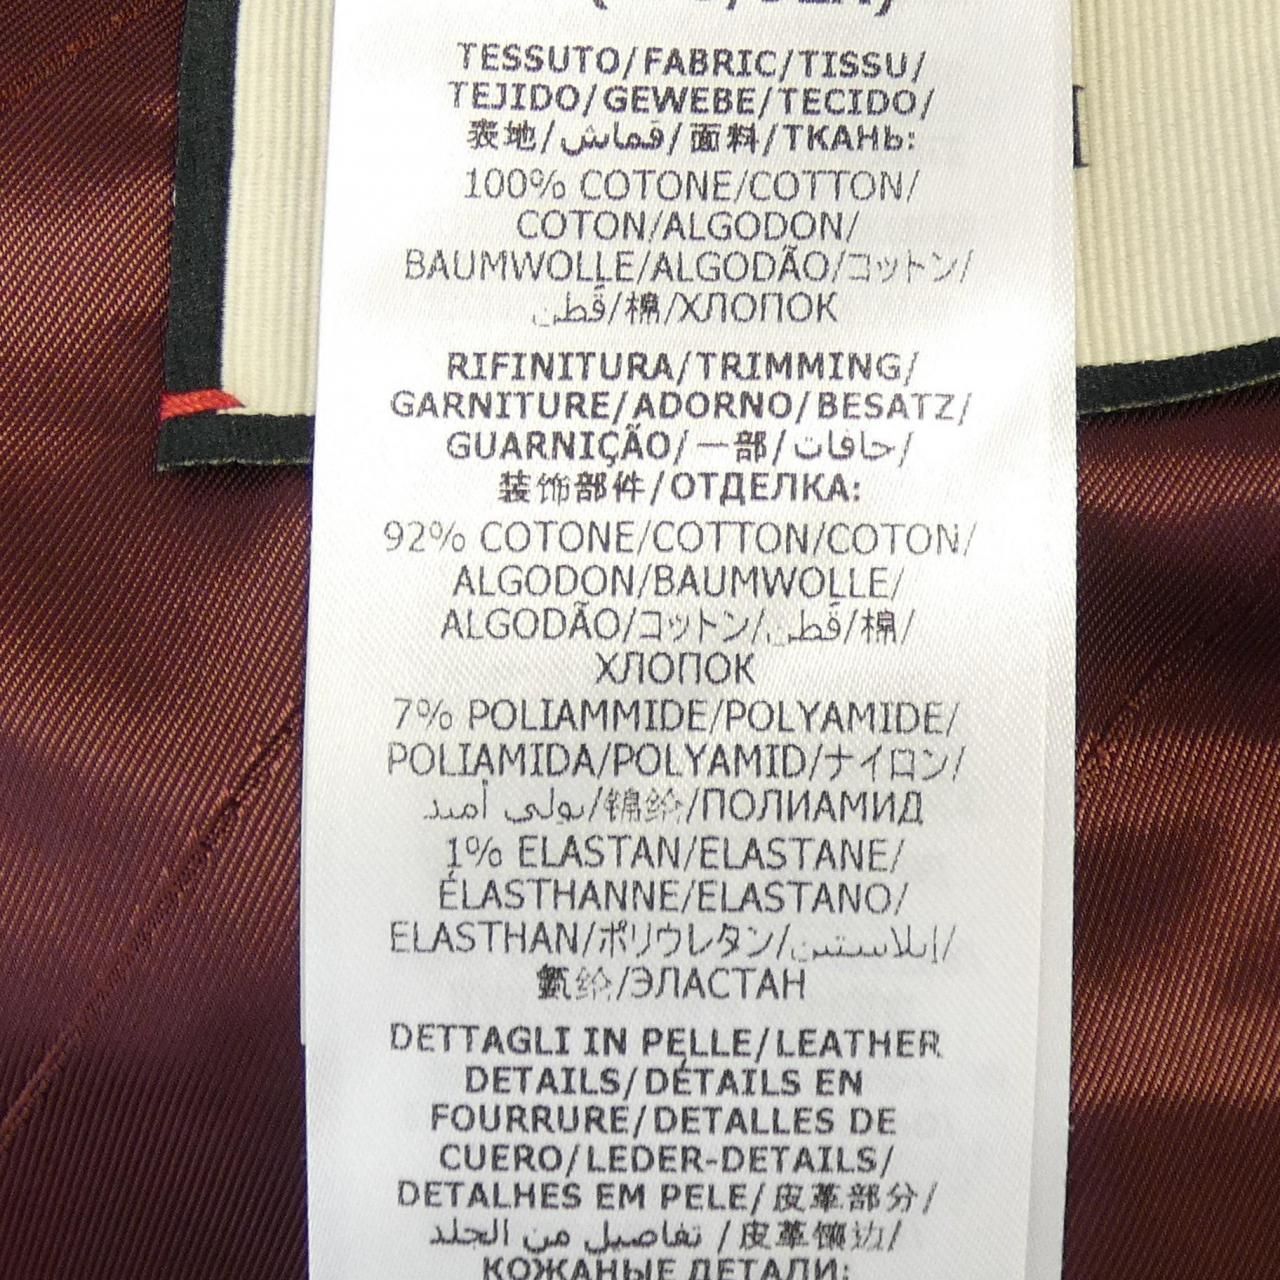 TESSUTO/FABRIC/TISSU/
TEJIDO/GEWEBE/TECIDO/
表地/قماش/面料/ТКАНЬ:
100% COTONE/COTTON/
COTON/ALGODON/
BAUMWOLLE/ALGODÃO/コットン/
قُطن/棉/ХЛОПОК
RIFINITURA/TRIMMING/
GARNITURE/ADORNO/BESATZ/
GUARNIÇÃO/一部/حافات/
装饰部件/ОТДЕЛКА:
92% COTONE/COTTON/COTON/
ALGODON/BAUMWOLLE/
ALGODÃO/コットン/قُطن/棉/
ХЛОПОК
7% POLIAMMIDE/POLYAMIDE/
POLIAMIDA/POLYAMID/ナイロン/
بولي أميد/锦纶/ПОЛИАМИД
1% ELASTAN/ELASTANE/
ÉLASTHANNE/ELASTANO/
ELASTHAN/ポリウレタン/إيلاستين/
氨纶/ЭЛАСТАН
DETTAGLI IN PELLE/LEATHER
DETAILS/DÉTAILS EN
FOURRURE/DETALLES DE
CUERO/LEDER-DETAILS/
DETALHES EM PELE/皮革部分/
تفاصيل من الجلد /皮革镶边/
КОЖАНЫЕ ДЕТАЛИ: